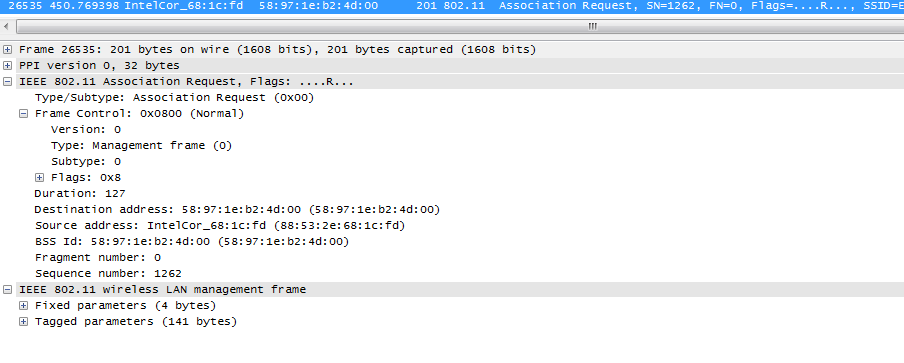 26535 450.769398 IntelCor_68:1c:fd 58:97:1e:b2:4d:00 201 802.11 Association Request, SN=1262, FN=0, Flags=....R..., SSID=E
Frame 26535: 201 bytes on wire (1608 bits), 201 bytes captured (1608 bits)
PPI version 0, 32 bytes
IEEE 802.11 Association Request, Flags: ....R...
Type/Subtype: Association Request (0x00)
Frame Control: 0x0800 (Normal)
Version: 0
Type: Management frame (0)
Subtype: 0
Flags: 0x8
Duration: 127
Destination address: 58:97:1e:b2:4d:00 (58:97:1e:b2:4d:00)
Source address: IntelCor_68:1c:fd (88:53:2e:68:1c:fd)
BSS Id: 58:97:1e:b2:4d:00 (58:97:1e:b2:4d:00)
Fragment number: 0
Sequence number: 1262
IEEE 802.11 wireless LAN management frame
Fixed parameters (4 bytes)
Tagged parameters (141 bytes)